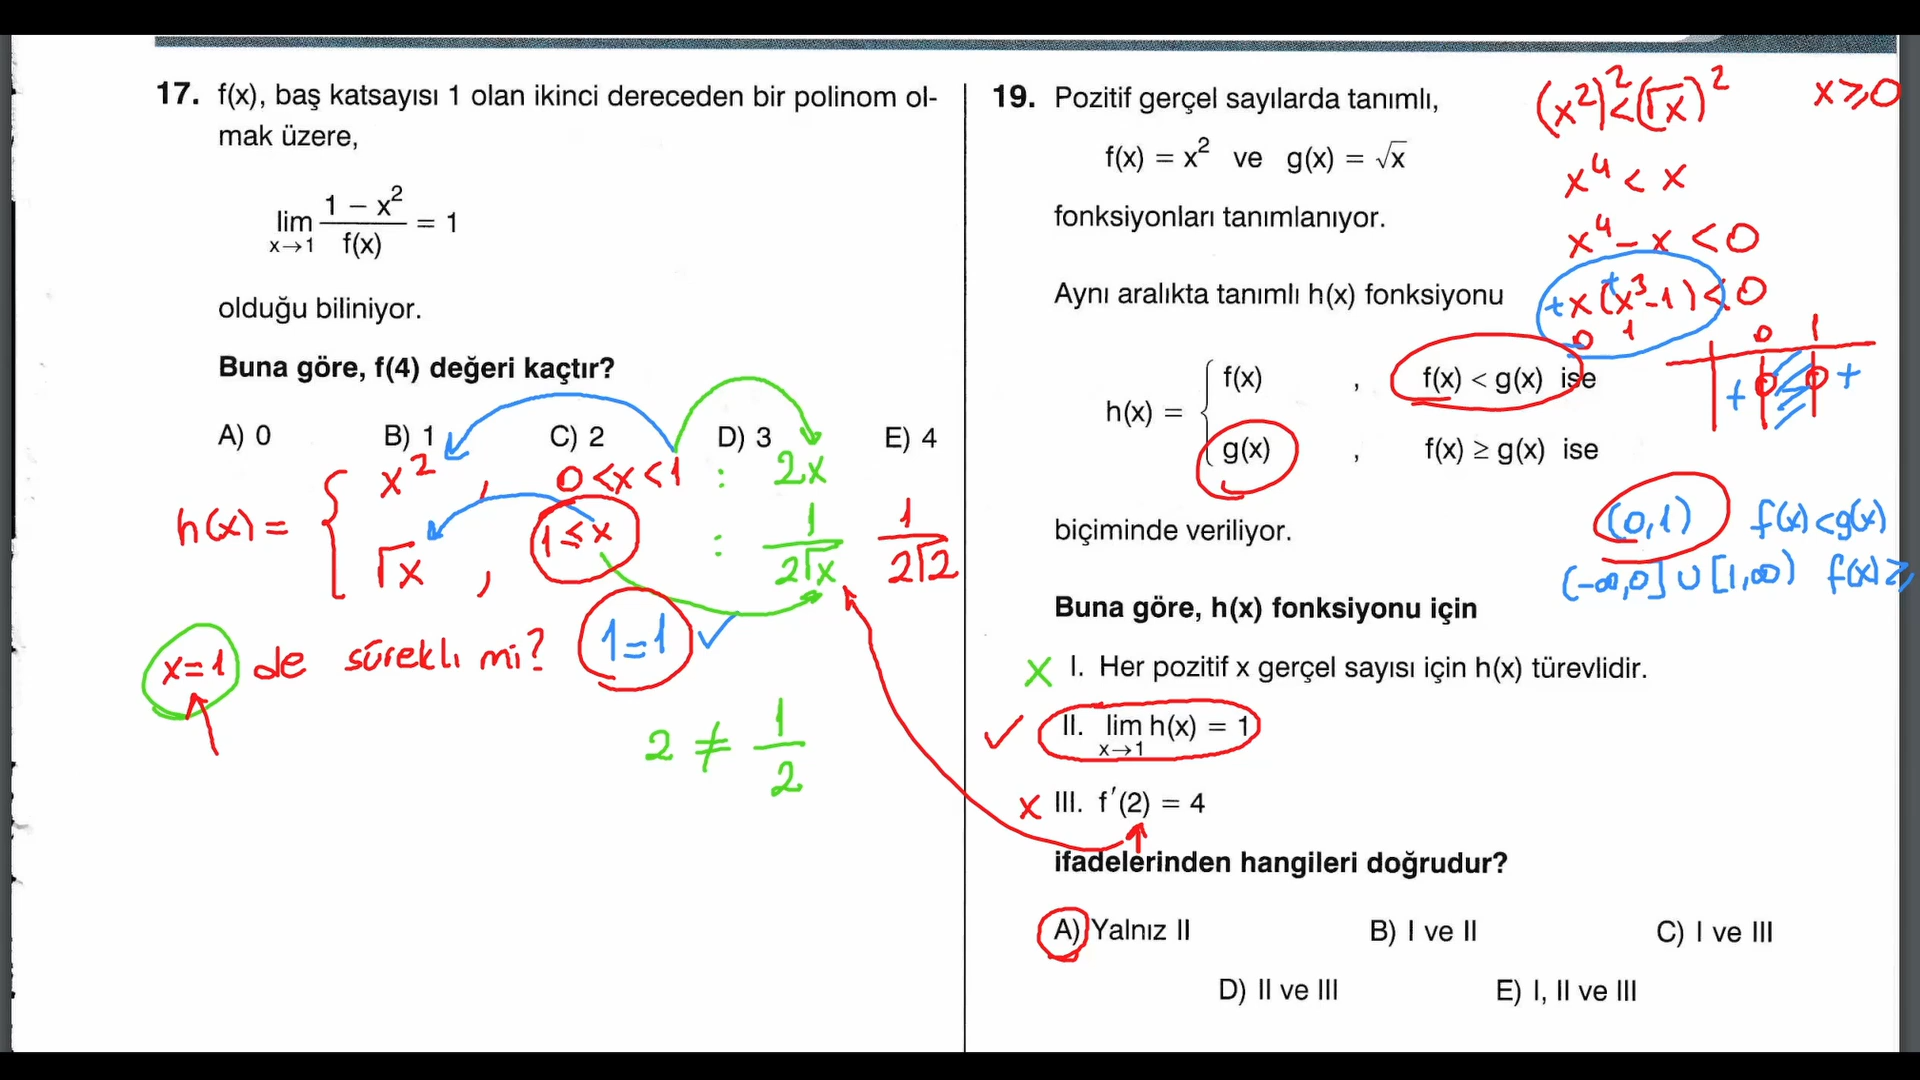 17. f(x), baş katsayısı 1 olan ikinci dereceden bir polinom ol-
mak üzere,
lim x→1 (1 − x²)/f(x) = 1
olduğu biliniyor.
Buna göre, f(4) değeri kaçtır?
A) 0 B) 1 C) 2 D) 3 E) 4
h(x) = { x² , 0<x<1 : 2x
√x , 1≤x : 1/(2√x) 1/(2√2)
x=1 de sürekli mi? 1=1 ✓
2 ≠ 1/2
19. Pozitif gerçel sayılarda tanımlı,
f(x) = x² ve g(x) = √x
fonksiyonları tanımlanıyor.
Aynı aralıkta tanımlı h(x) fonksiyonu
h(x) = { f(x) , f(x) < g(x) ise
g(x) , f(x) ≥ g(x) ise
biçiminde veriliyor.
Buna göre, h(x) fonksiyonu için
X I. Her pozitif x gerçel sayısı için h(x) türevlidir.
✓ II. lim x→1 h(x) = 1
X III. f′(2) = 4
ifadelerinden hangileri doğrudur?
A) Yalnız II B) I ve II C) I ve III
D) II ve III E) I, II ve III
(x²)² < (√x)² x≥0
x⁴ < x
x⁴ − x < 0
+x (+x³−1) < 0
0 1
0 1
+ − +
(0,1) f(x)<g(x)
(-∞,0] ∪ [1,∞) f(x)≥